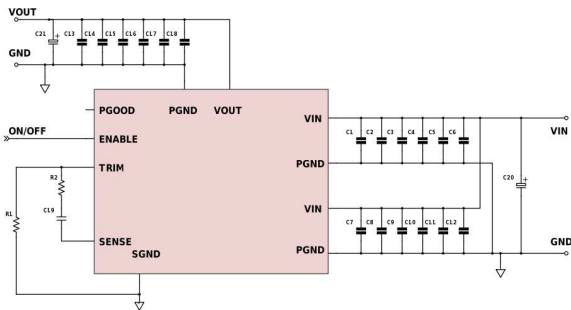 VOUT
C21 + C13 C14 C15 C16 C17 C18
GND
PGOOD PGND VOUT
VIN
C1 C2 C3 C4 C5 C6
VIN
ON/OFF
ENABLE
TRIM
PGND
R2
C20 +
C19
R1
VIN
C7 C8 C9 C10 C11 C12
SENSE
SGND
PGND
GND